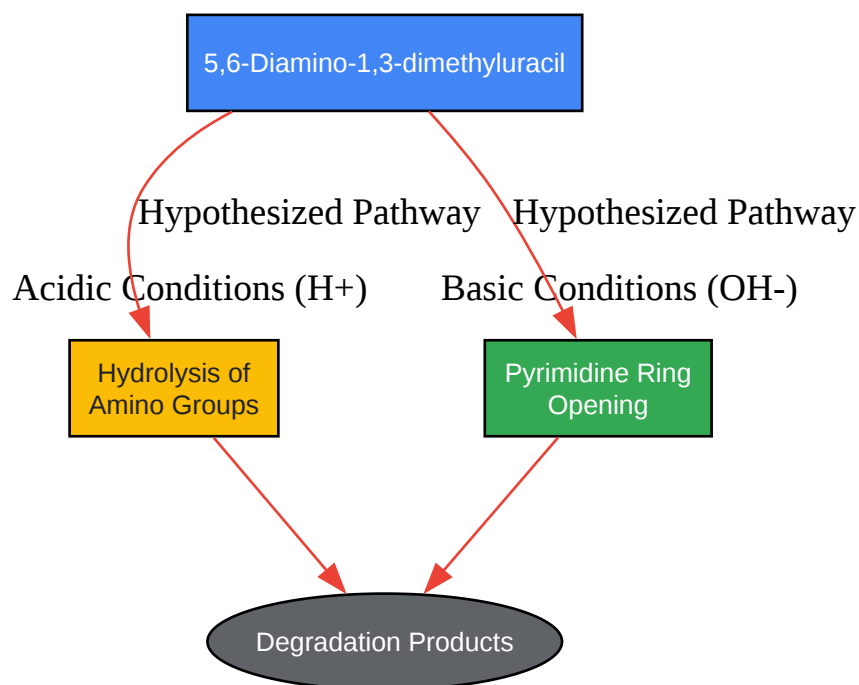 5,6-Diamino-1,3-dimethyluracil
Hypothesized Pathway
Hypothesized Pathway
Acidic Conditions (H+)
Basic Conditions (OH-)
Hydrolysis of
Amino Groups
Pyrimidine Ring
Opening
Degradation Products